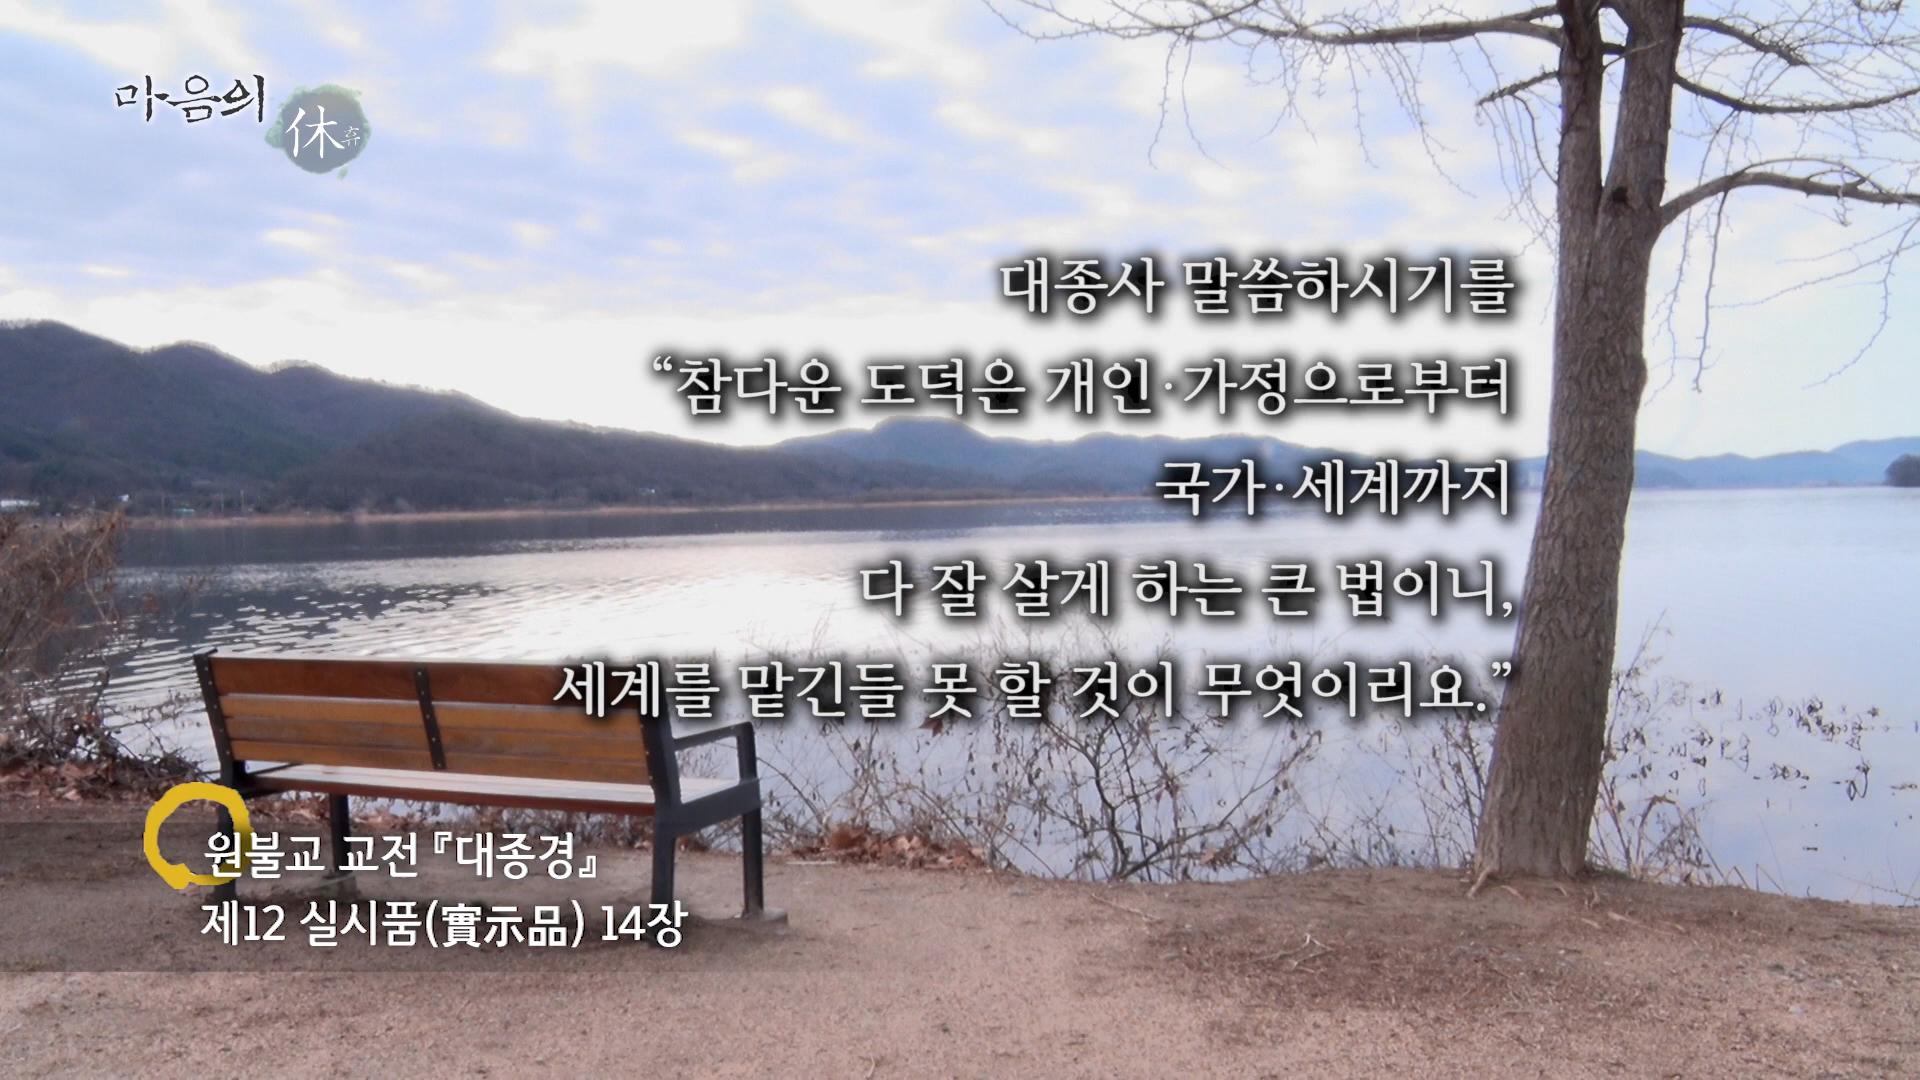 마음의 休 휴
대종사 말씀하시기를
“참다운 도덕은 개인·가정으로부터
국가·세계까지
다 잘 살게 하는 큰 법이니,
세계를 맡긴들 못 할 것이 무엇이리요.”
원불교 교전 『대종경』
제12 실시품(實示品) 14장